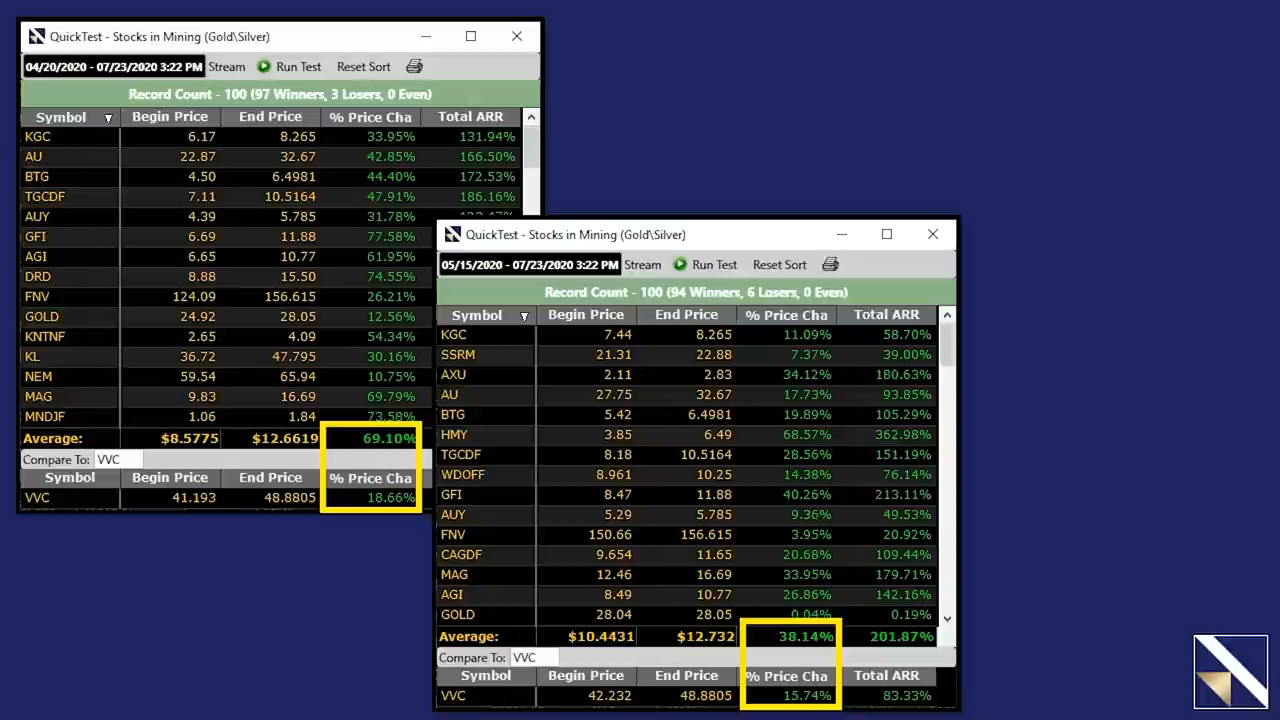 QuickTest - Stocks in Mining (Gold\Silver)
04/20/2020 - 07/23/2020 3:22 PM Stream Run Test Reset Sort
Record Count - 100 (97 Winners, 3 Losers, 0 Even)
Symbol Begin Price End Price % Price Cha Total ARR
KGC 6.17 8.265 33.95% 131.94%
AU 22.87 32.67 42.85% 166.50%
BTG 4.50 6.4981 44.40% 172.53%
TGCDF 7.11 10.5164 47.91% 186.16%
AUY 4.39 5.785 31.78%
GFI 6.69 11.88 77.58%
AGI 6.65 10.77 61.95%
DRD 8.88 15.50 74.55%
FNV 124.09 156.615 26.21%
GOLD 24.92 28.05 12.56%
KNTNF 2.65 4.09 54.34%
KL 36.72 47.795 30.16%
NEM 59.54 65.94 10.75%
MAG 9.83 16.69 69.79%
MNDJF 1.06 1.84 73.58%
Average: $8.5775 $12.6619 69.10%
Compare To: VVC
Symbol Begin Price End Price % Price Cha
VVC 41.193 48.8805 18.66%
QuickTest - Stocks in Mining (Gold\Silver)
05/15/2020 - 07/23/2020 3:22 PM Stream Run Test Reset Sort
Record Count - 100 (94 Winners, 6 Losers, 0 Even)
Symbol Begin Price End Price % Price Cha Total ARR
KGC 7.44 8.265 11.09% 58.70%
SSRM 21.31 22.88 7.37% 39.00%
AXU 2.11 2.83 34.12% 180.63%
AU 27.75 32.67 17.73% 93.85%
BTG 5.42 6.4981 19.89% 105.29%
HMY 3.85 6.49 68.57% 362.98%
TGCDF 8.18 10.5164 28.56% 151.19%
WDOFF 8.961 10.25 14.38% 76.14%
GFI 8.47 11.88 40.26% 213.11%
AUY 5.29 5.785 9.36% 49.53%
FNV 150.66 156.615 3.95% 20.92%
CAGDF 9.654 11.65 20.68% 109.44%
MAG 12.46 16.69 33.95% 179.71%
AGI 8.49 10.77 26.86% 142.16%
GOLD 28.04 28.05 0.04% 0.19%
Average: $10.4431 $12.732 38.14% 201.87%
Compare To: VVC
Symbol Begin Price End Price % Price Cha Total ARR
VVC 42.232 48.8805 15.74% 83.33%